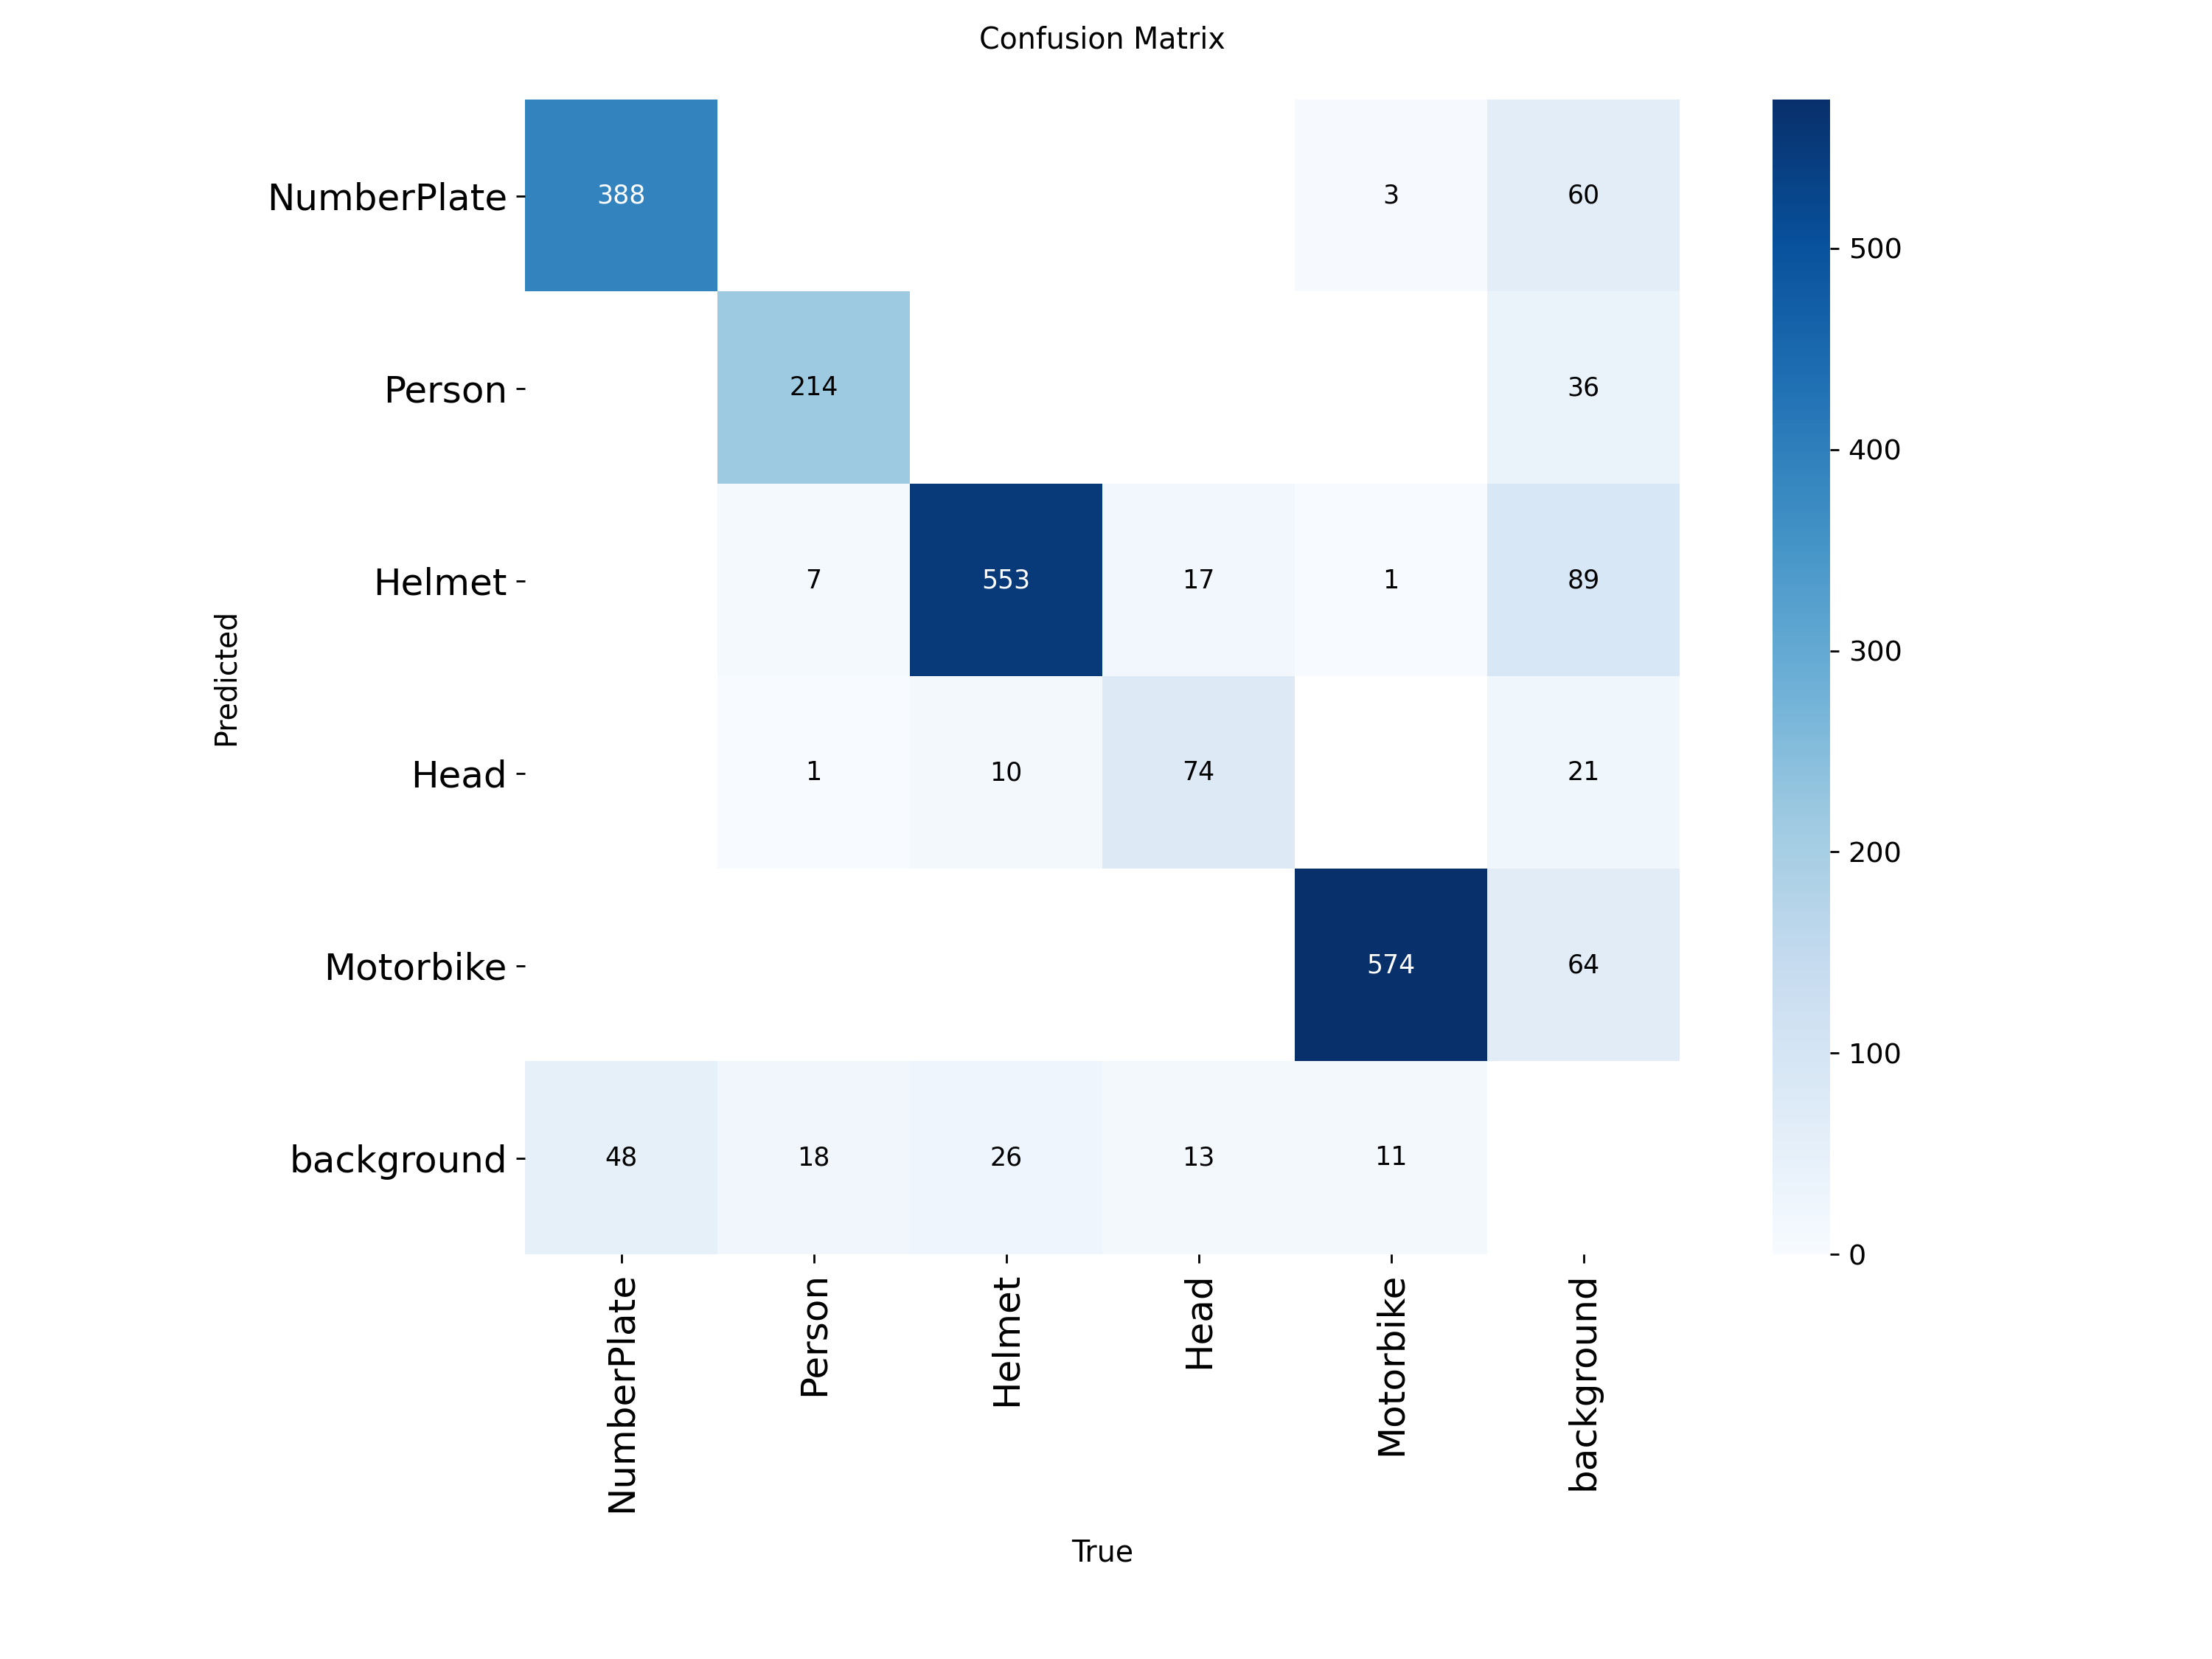 Confusion Matrix
NumberPlate
388
3
60
500
Person
214
36
400
Helmet
7
553
17
1
89
300
Predicted
Head
1
10
74
21
200
Motorbike
574
64
100
background
48
18
26
13
11
0
NumberPlate
Person
Helmet
Head
Motorbike
background
True